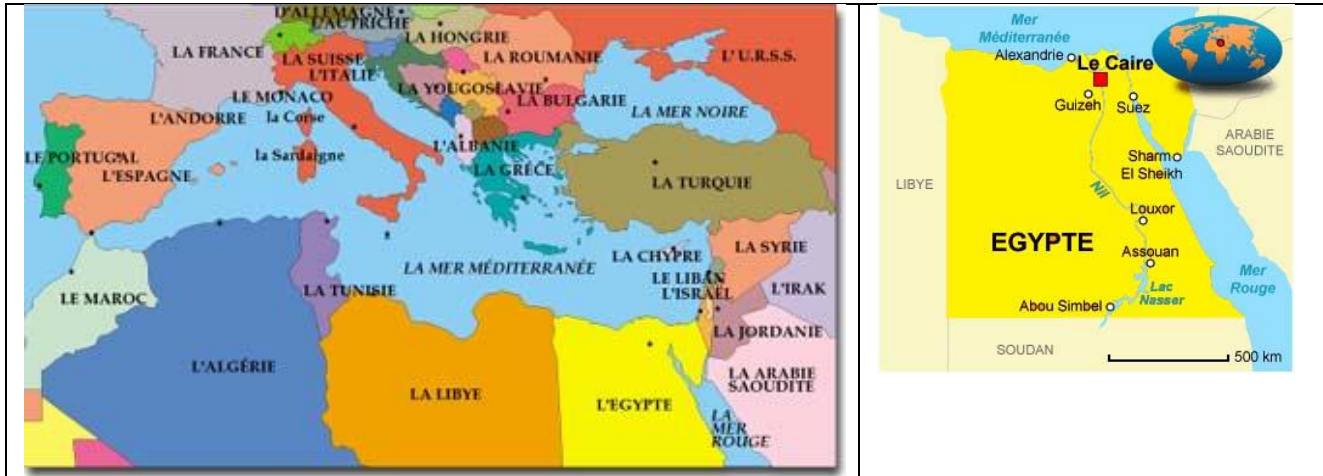 D'ALLEMAGNE
L'AUTRICHE
LA HONGRIE
LA FRANCE
LA SUISSE
LA ROUMANIE
L'U.R.S.S.
L'ITALIE
LA YOUGOSLAVIE
LE MONACO
LA BULGARIE
L'ANDORRE
la Corse
LA MER NOIRE
L'ALBANIE
LE PORTUGAL
la Sardaigne
L'ESPAGNE
LA GRÉCE
LA TURQUIE
LA MER MÉDITERRANÉE
LA CHYPRE
LA SYRIE
LE LIBAN
L'ISRAËL
L'IRAK
LE MAROC
LA TUNISIE
LA JORDANIE
L'ALGÉRIE
LA LIBYE
L'EGYPTE
LA ARABIE
SAOUDITE
LA
MER
ROUGE
Mer
Méditerranée
Alexandrie
Le Caire
Guizeh
Suez
ARABIE
SAOUDITE
Sharm
El Sheikh
LIBYE
Nil
Louxor
EGYPTE
Assouan
Mer
Rouge
Lac
Nasser
Abou Simbel
SOUDAN
500 km